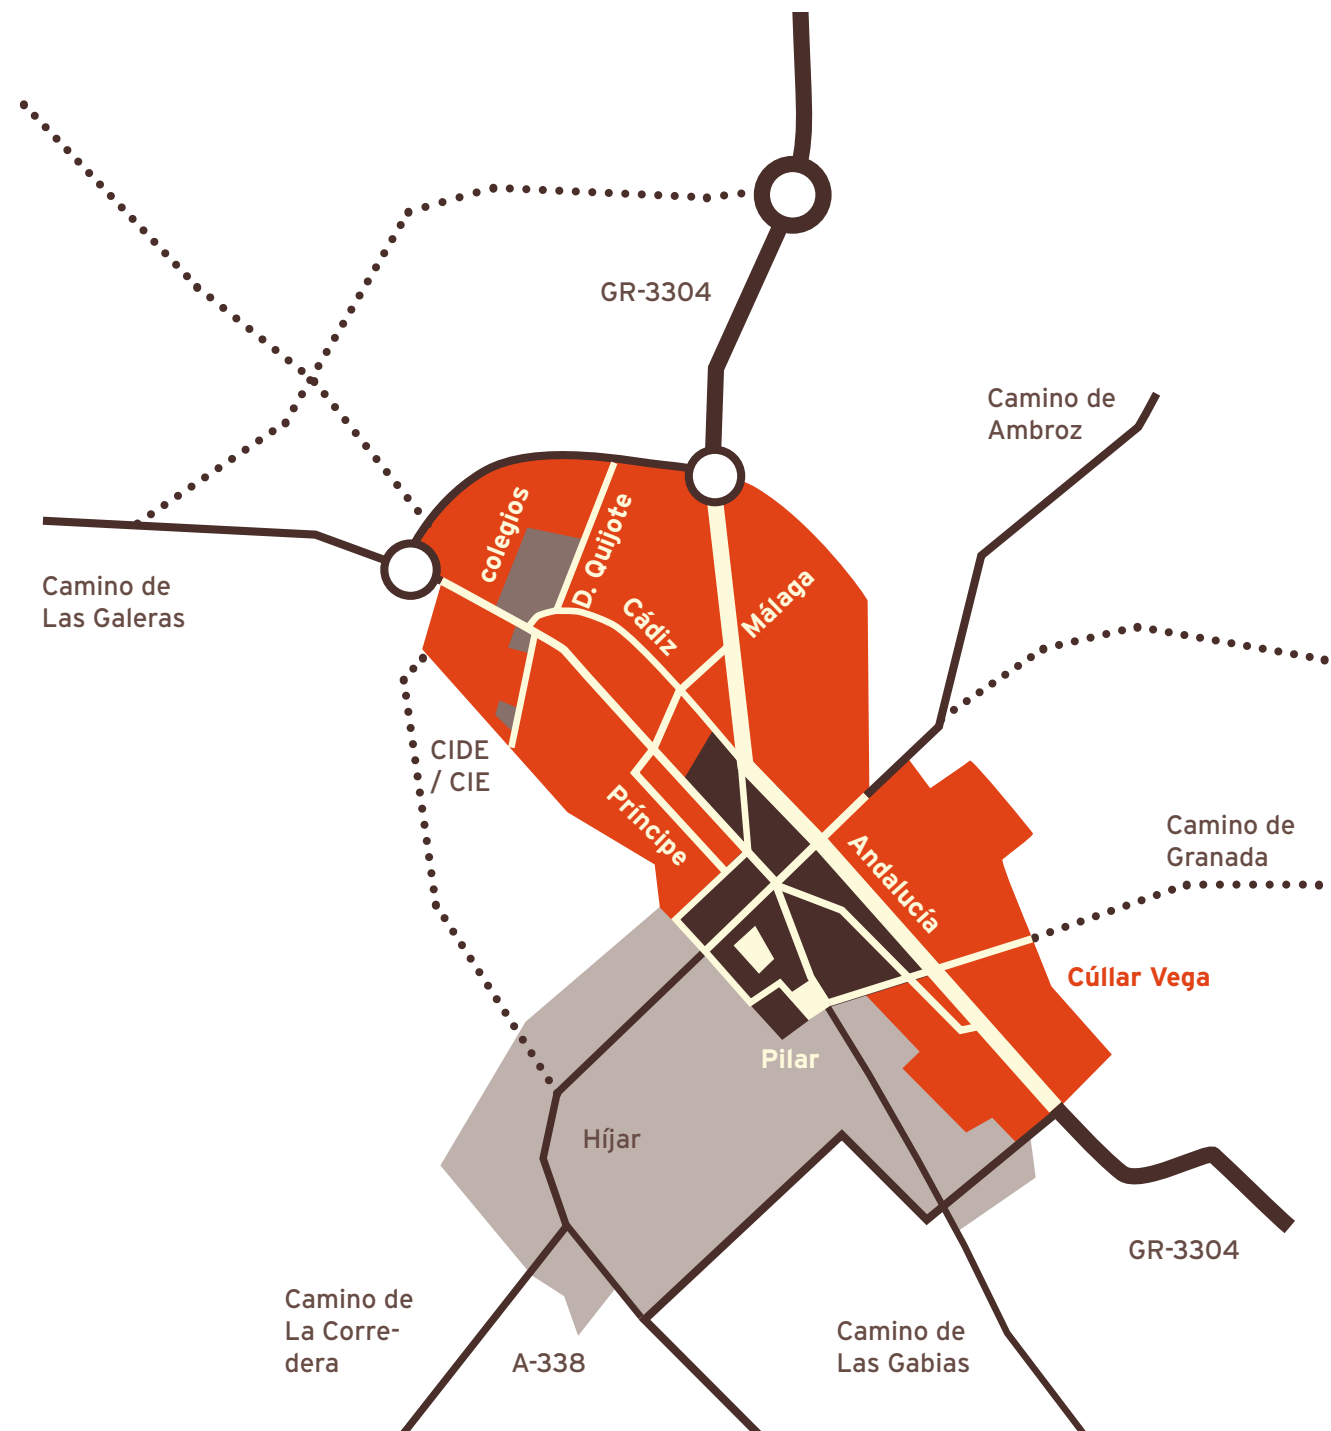 GR-3304
Camino de
Ambroz
colegios
D. Quijote
Camino de
Las Galeras
Cádiz
Málaga
CIDE
/ CIE
Príncipe
Andalucía
Camino de
Granada
Cúllar Vega
Pilar
Híjar
GR-3304
Camino de
La Corre-
dera
A-338
Camino de
Las Gabias